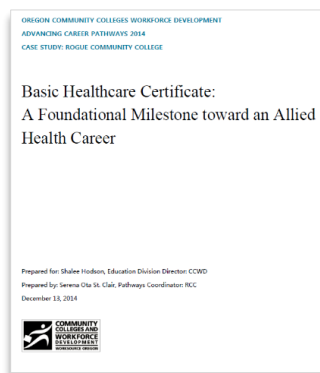 OREGON COMMUNITY COLLEGES WORKFORCE DEVELOPMENT
ADVANCING CAREER PATHWAYS 2014
CASE STUDY: ROGUE COMMUNITY COLLEGE
Basic Healthcare Certificate:
A Foundational Milestone toward an Allied
Health Career
Prepared for: Shalee Hodson, Education Division Director: CCWD
Prepared by: Serena Ota St. Clair, Pathways Coordinator: RCC
December 13, 2014
COMMUNITY
COLLEGES AND
WORKFORCE
DEVELOPMENT
WORKSOURCE OREGON